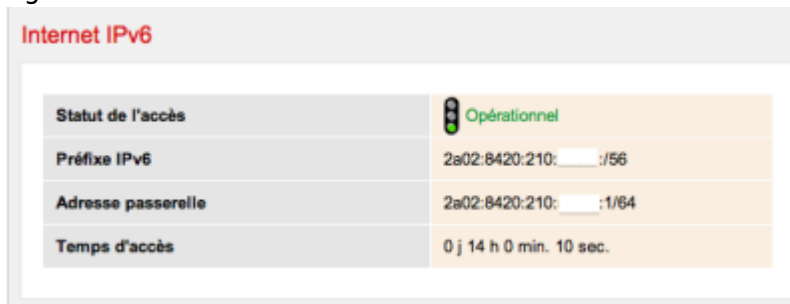 Internet IPv6
Statut de l'accès Opérationnel
Préfixe IPv6 2a02:8420:210: :/56
Adresse passerelle 2a02:8420:210: :1/64
Temps d'accès 0 j 14 h 0 min. 10 sec.